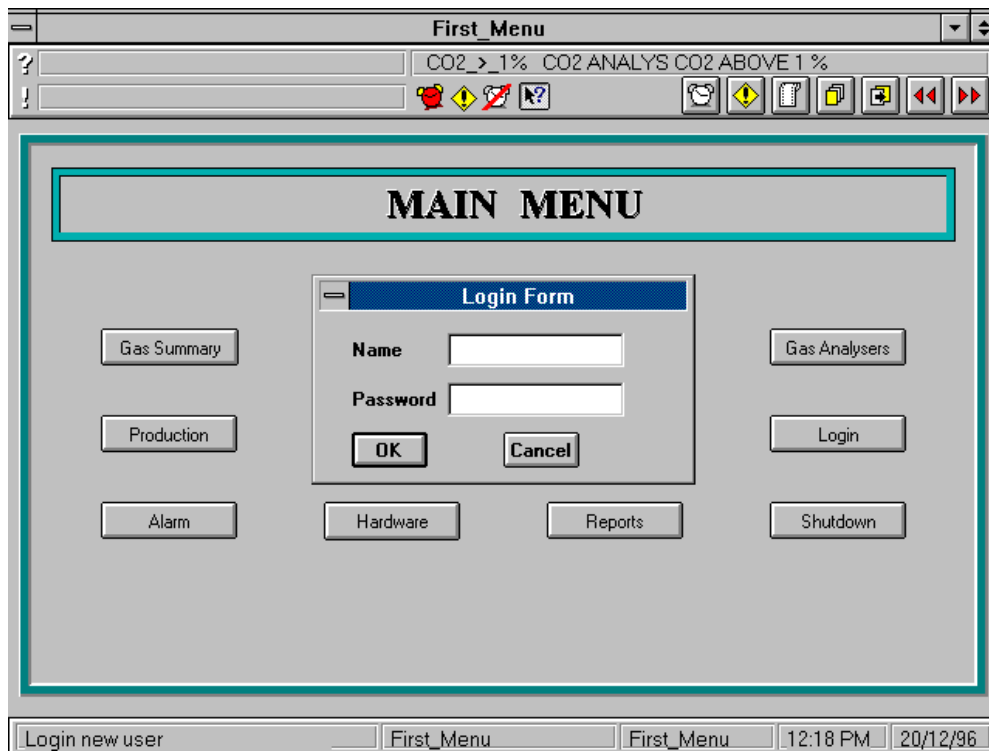 First_Menu
? CO2_>_1% CO2 ANALYS CO2 ABOVE 1 %
!
MAIN MENU
Login Form
Gas Summary Name Gas Analysers
Password
Production OK Cancel Login
Alarm Hardware Reports Shutdown
Login new user First_Menu First_Menu 12:18 PM 20/12/96